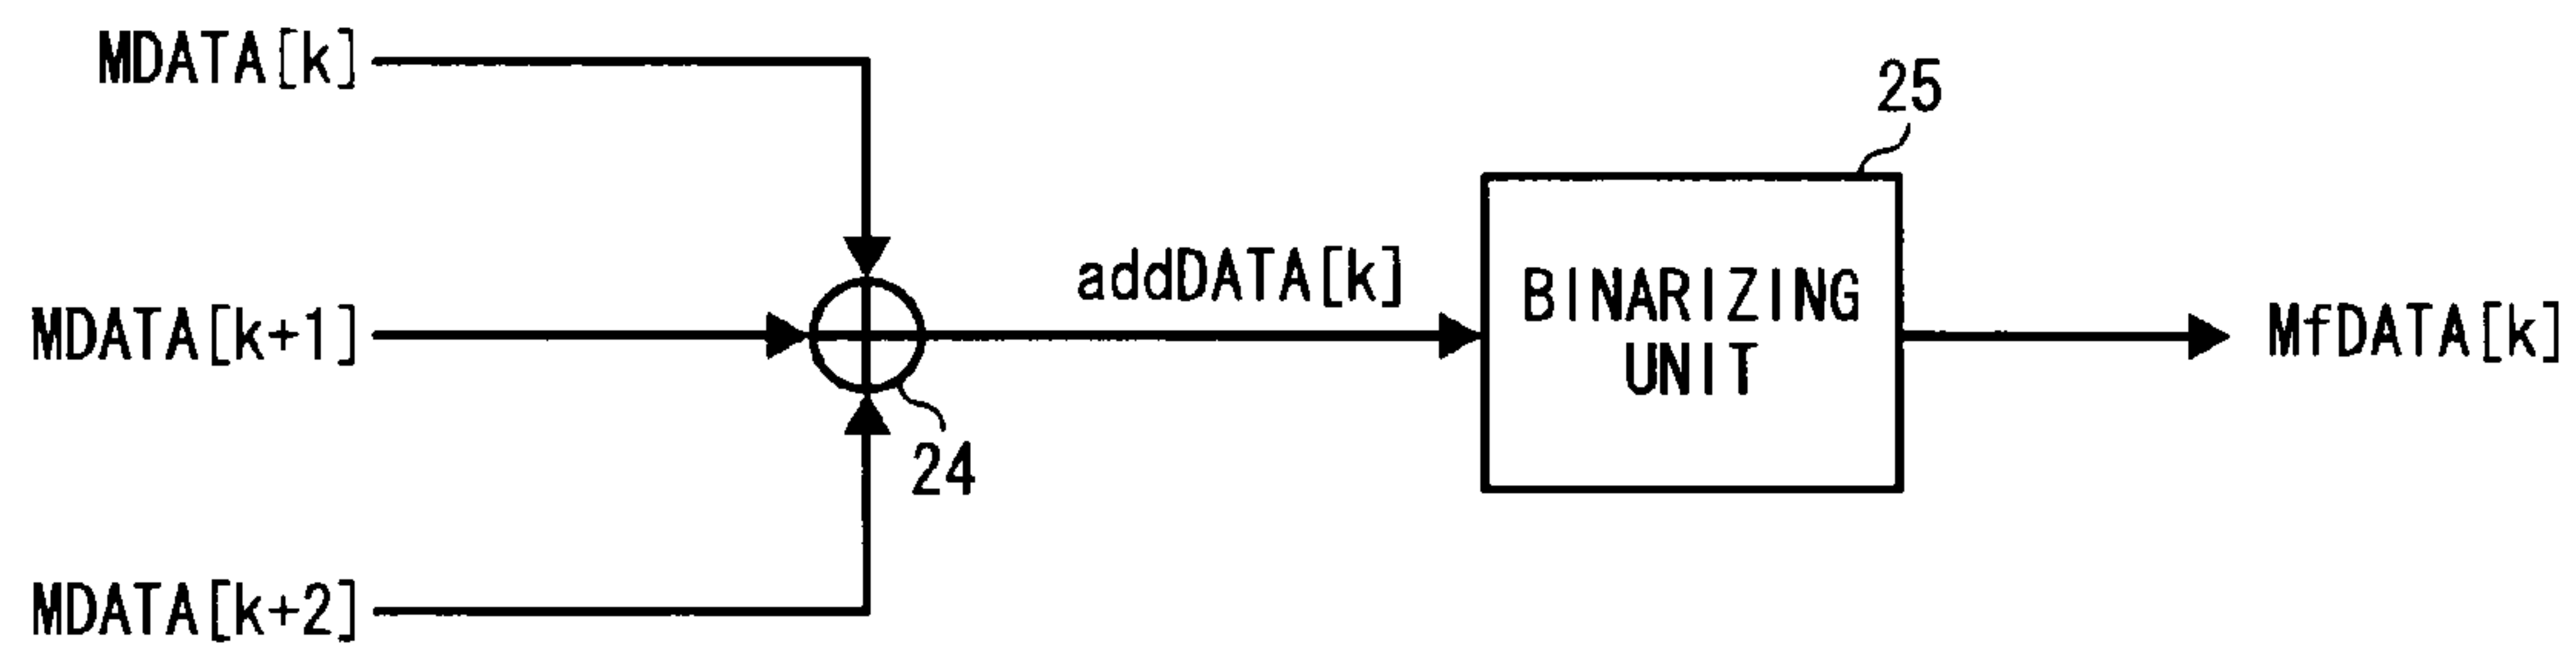 MDATA[k]
25
addDATA[k]
BINARIZING
UNIT
MDATA[k+1]
MfDATA[k]
24
MDATA[k+2]